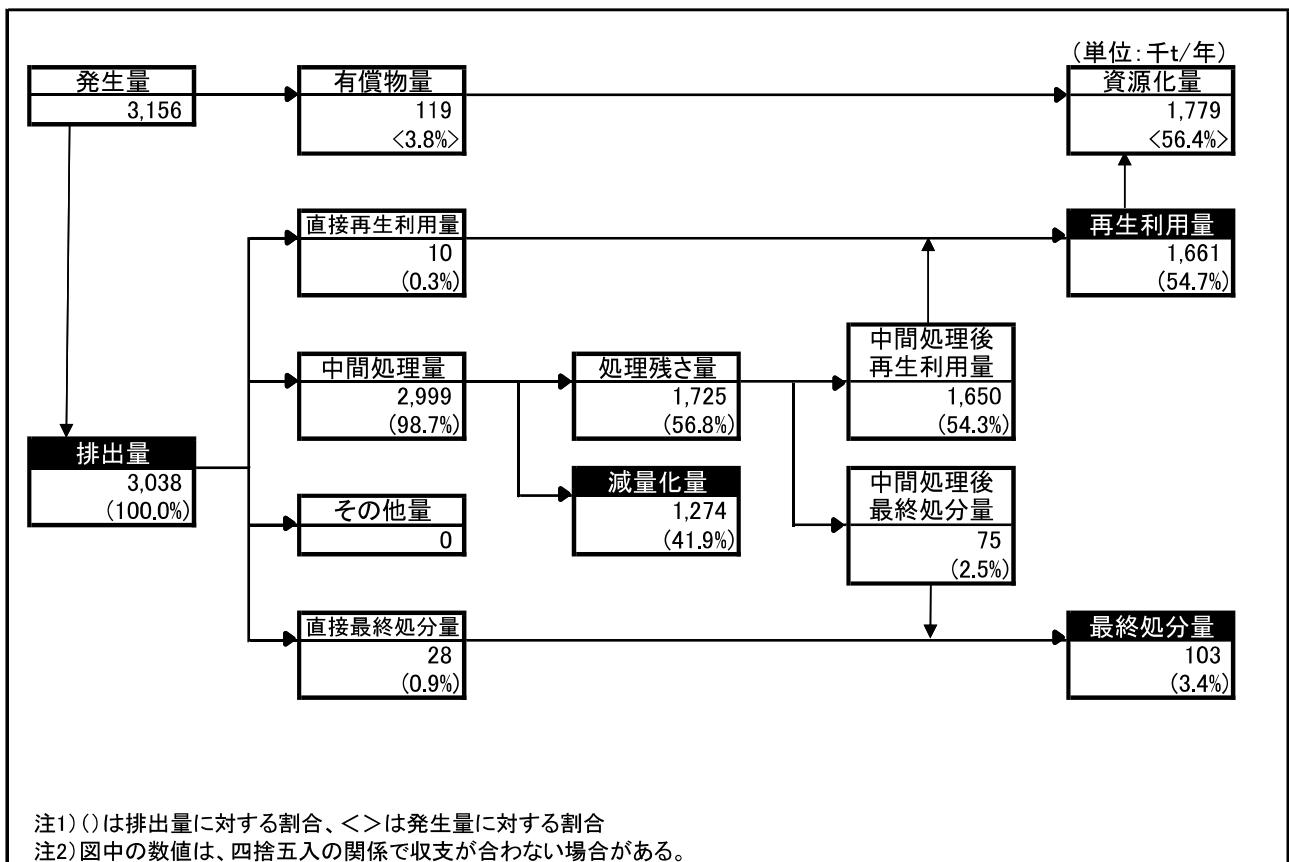 (単位:千t/年)
発生量
3,156
有償物量
119
<3.8%>
資源化量
1,779
<56.4%>
直接再生利用量
10
(0.3%)
再生利用量
1,661
(54.7%)
中間処理量
2,999
(98.7%)
処理残さ量
1,725
(56.8%)
中間処理後
再生利用量
1,650
(54.3%)
排出量
3,038
(100.0%)
減量化量
1,274
(41.9%)
中間処理後
最終処分量
75
(2.5%)
その他量
0
直接最終処分量
28
(0.9%)
最終処分量
103
(3.4%)
注1)()は排出量に対する割合、<>は発生量に対する割合
注2)図中の数値は、四捨五入の関係で収支が合わない場合がある。